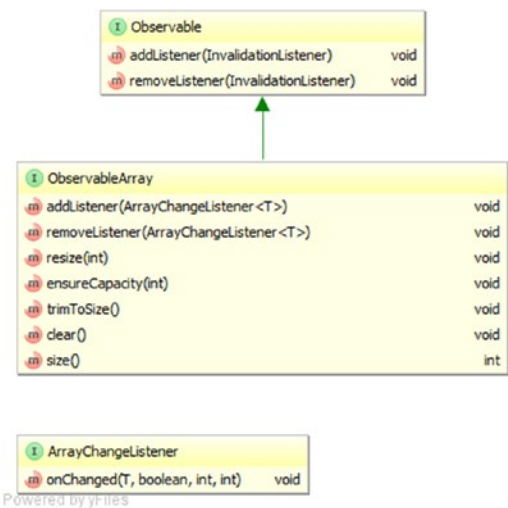 I Observable
m addListener(InvalidationListener) void
m removeListener(InvalidationListener) void
I ObservableArray
m addListener(ArrayChangeListener<T>) void
m removeListener(ArrayChangeListener<T>) void
m resize(int) void
m ensureCapacity(int) void
m trimToSize() void
m clear() void
m size() int
I ArrayChangeListener
m onChanged(T, boolean, int, int) void
Powered by yFiles